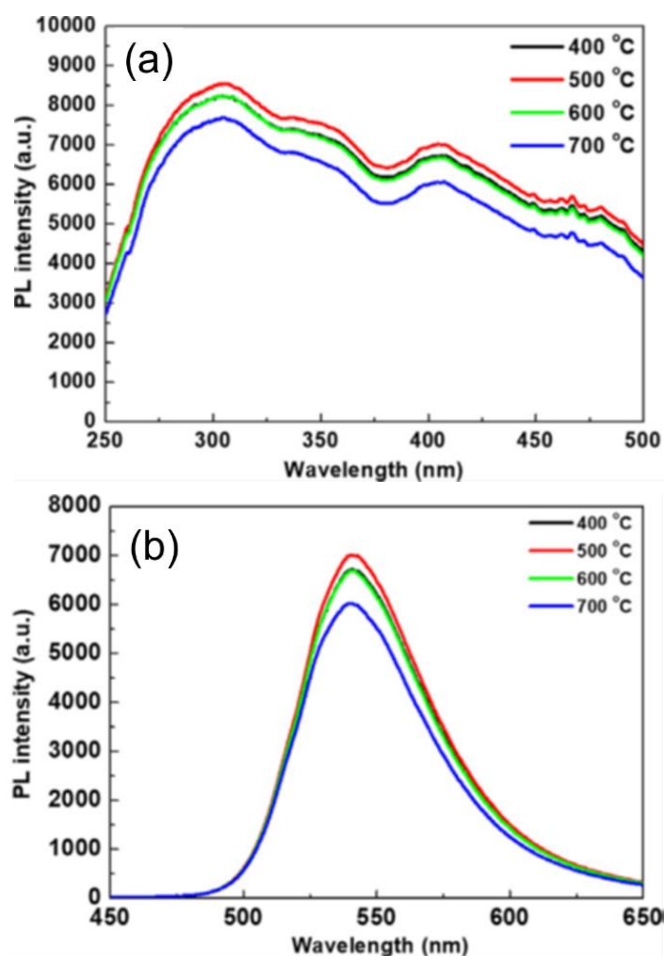 (a)
400 °C
500 °C
600 °C
700 °C
PL intensity (a.u.)
10000
9000
8000
7000
6000
5000
4000
3000
2000
1000
0
250 300 350 400 450 500
Wavelength (nm)
(b)
400 °C
500 °C
600 °C
700 °C
PL intensity (a.u.)
8000
7000
6000
5000
4000
3000
2000
1000
0
450 500 550 600 650
Wavelength (nm)